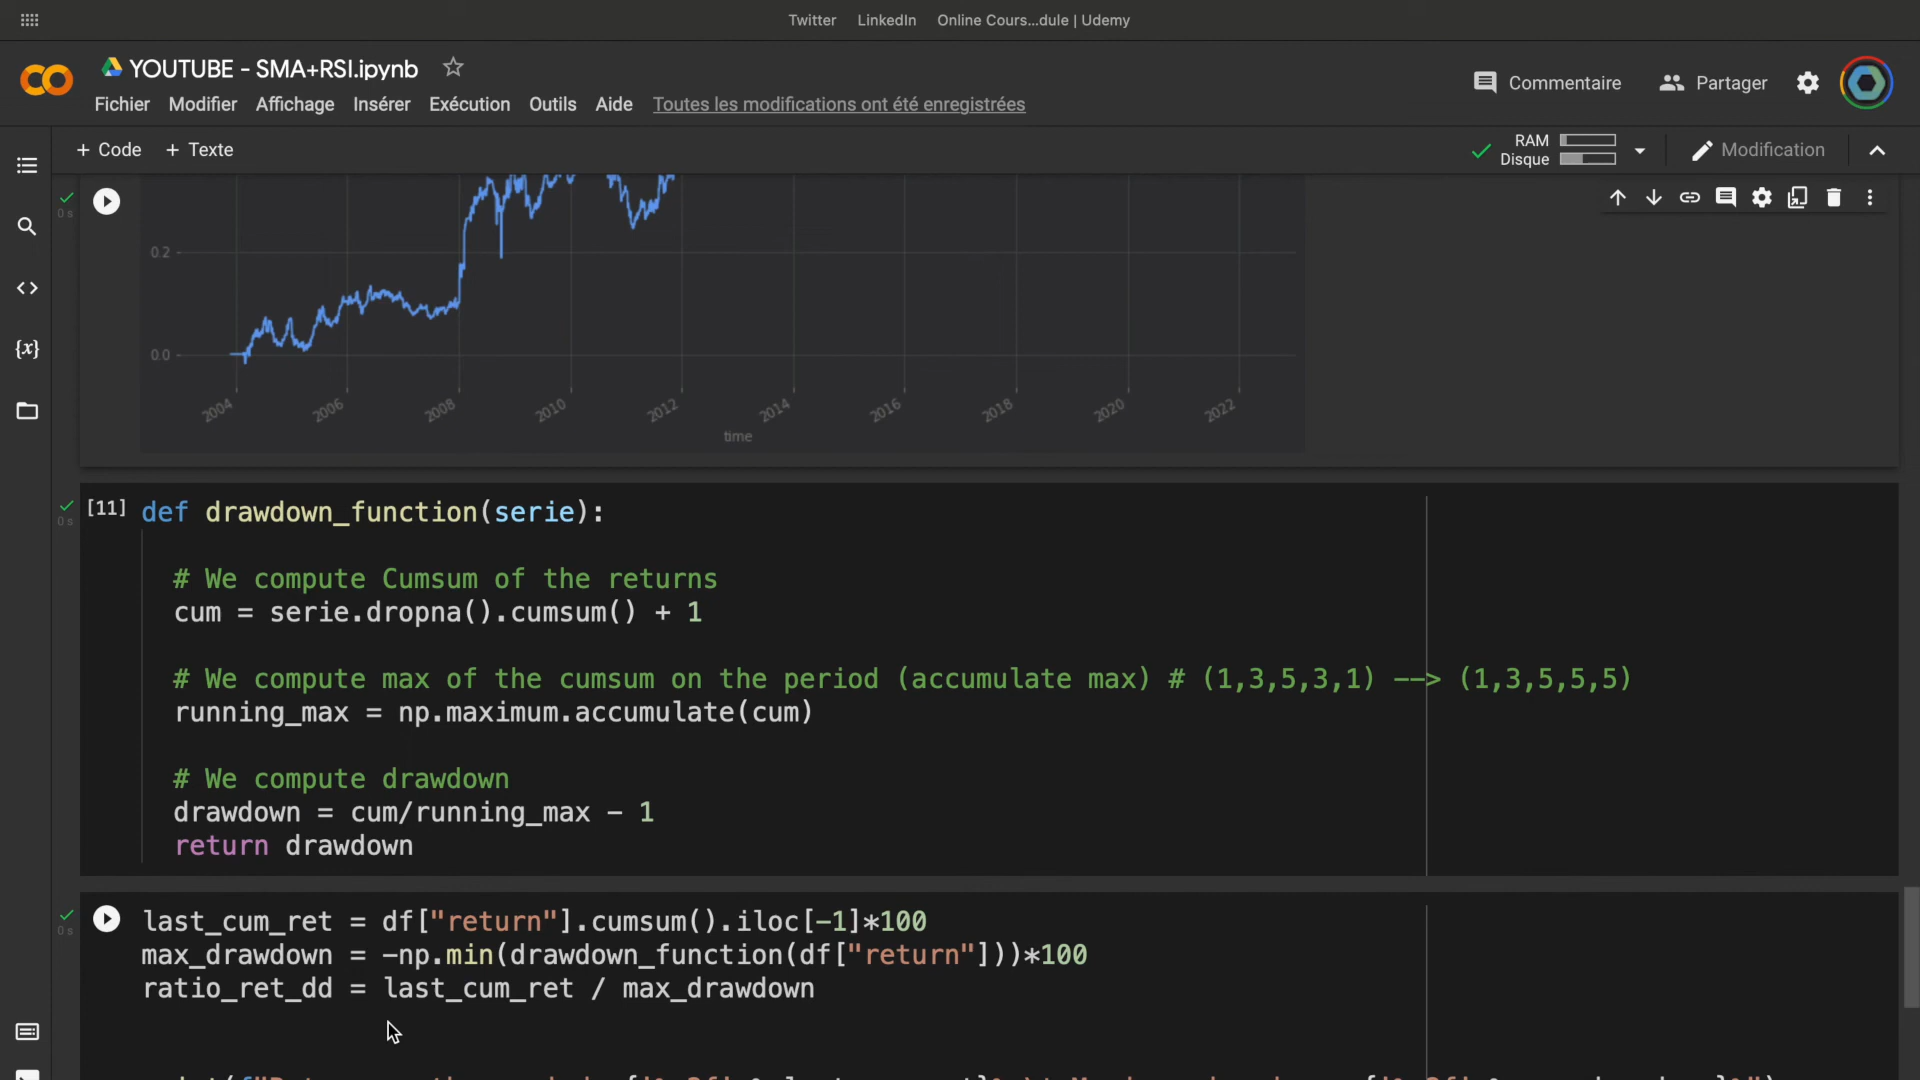 Twitter LinkedIn Online Cours...dule | Udemy
YOUTUBE - SMA+RSI.ipynb
Commentaire Partager
Fichier Modifier Affichage Insérer Exécution Outils Aide Toutes les modifications ont été enregistrées
+ Code + Texte
RAM
Disque
Modification
0 s
0.2
0.0
2004 2006 2008 2010 2012 2014 2016 2018 2020 2022
time
0 s
[11] def drawdown_function(serie):
# We compute Cumsum of the returns
cum = serie.dropna().cumsum() + 1
# We compute max of the cumsum on the period (accumulate max) # (1,3,5,3,1) --> (1,3,5,5,5)
running_max = np.maximum.accumulate(cum)
# We compute drawdown
drawdown = cum/running_max - 1
return drawdown
0 s
last_cum_ret = df["return"].cumsum().iloc[-1]*100
max_drawdown = -np.min(drawdown_function(df["return"]))*100
ratio_ret_dd = last_cum_ret / max_drawdown